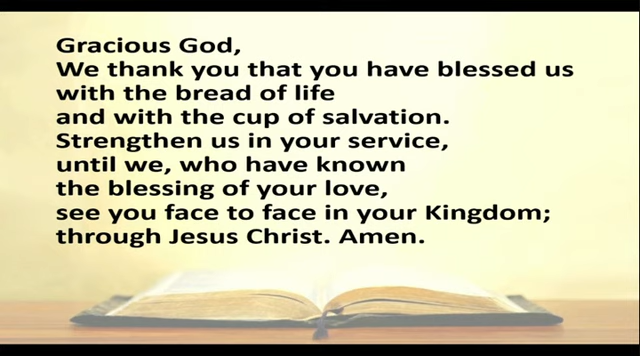 Gracious God,
We thank you that you have blessed us
with the bread of life
and with the cup of salvation.
Strengthen us in your service,
until we, who have known
the blessing of your love,
see you face to face in your Kingdom;
through Jesus Christ. Amen.